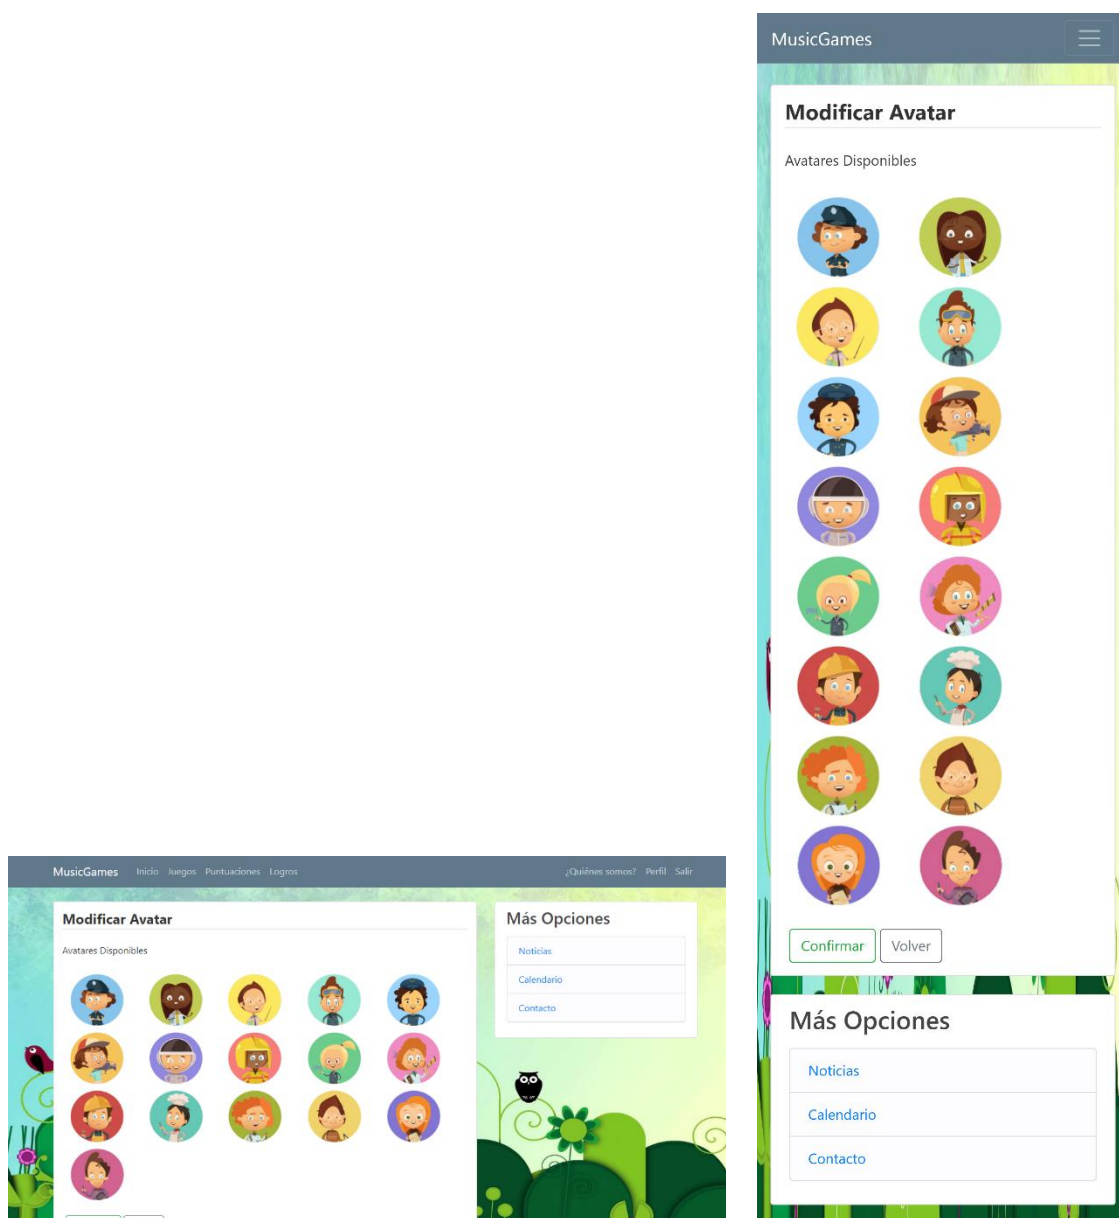 MusicGames Inicio Juegos Puntuaciones Logros ¿Quiénes somos? Perfil Salir
Modificar Avatar
Avatares Disponibles
Más Opciones
Noticias
Calendario
Contacto
MusicGames
Modificar Avatar
Avatares Disponibles
Confirmar Volver
Más Opciones
Noticias
Calendario
Contacto